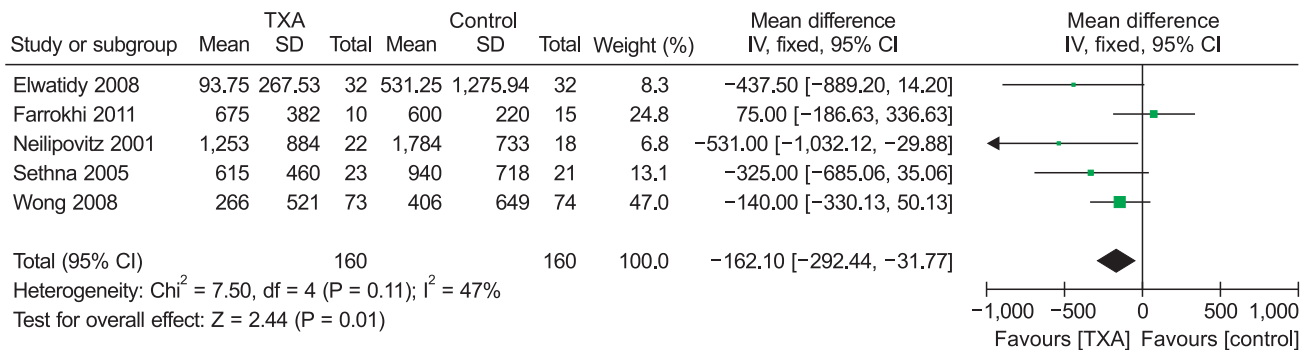 TXA Control Mean difference Mean difference
Study or subgroup Mean SD Total Mean SD Total Weight (%) IV, fixed, 95% CI IV, fixed, 95% CI
Elwatidy 2008 93.75 267.53 32 531.25 1,275.94 32 8.3 −437.50 [−889.20, 14.20]
Farrokhi 2011 675 382 10 600 220 15 24.8 75.00 [−186.63, 336.63]
Neilipovitz 2001 1,253 884 22 1,784 733 18 6.8 −531.00 [−1,032.12, −29.88]
Sethna 2005 615 460 23 940 718 21 13.1 −325.00 [−685.06, 35.06]
Wong 2008 266 521 73 406 649 74 47.0 −140.00 [−330.13, 50.13]
Total (95% CI) 160 160 100.0 −162.10 [−292.44, −31.77]
Heterogeneity: Chi² = 7.50, df = 4 (P = 0.11); I² = 47%
Test for overall effect: Z = 2.44 (P = 0.01)
−1,000 −500 0 500 1,000
Favours [TXA] Favours [control]